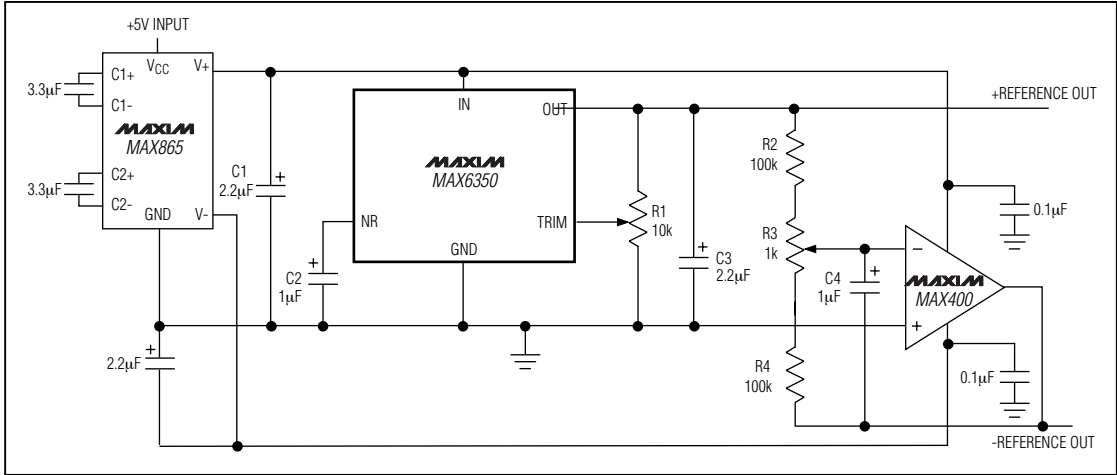 +5V INPUT
VCC
V+
C1+
C1-
3.3µF
MAXIM
MAX865
C2+
C2-
3.3µF
GND
V-
C1
2.2µF
+
IN
OUT
MAXIM
MAX6350
NR
TRIM
GND
+
C2
1µF
R1
10k
+
C3
2.2µF
+REFERENCE OUT
R2
100k
R3
1k
+
C4
1µF
R4
100k
−
+
MAXIM
MAX400
0.1µF
0.1µF
+
2.2µF
-REFERENCE OUT